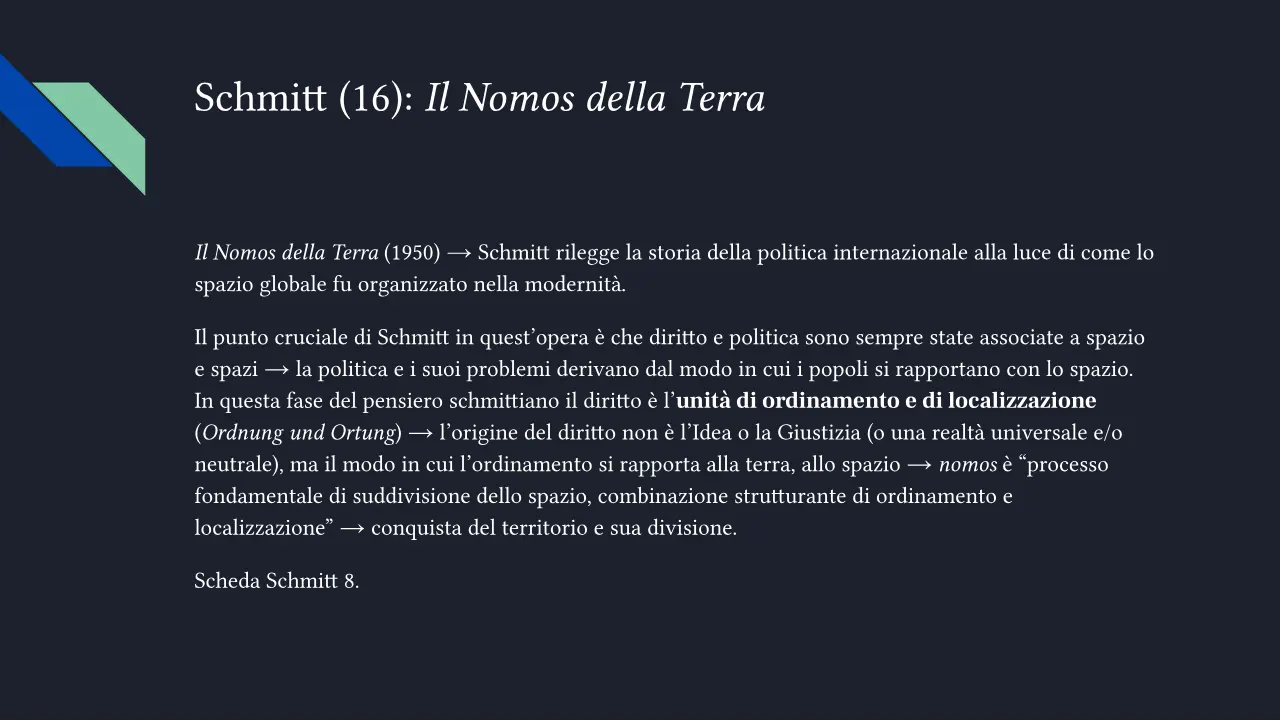 Schmitt (16): Il Nomos della Terra
Il Nomos della Terra (1950) → Schmitt rilegge la storia della politica internazionale alla luce di come lo
spazio globale fu organizzato nella modernità.
Il punto cruciale di Schmitt in quest’opera è che diritto e politica sono sempre state associate a spazio
e spazi → la politica e i suoi problemi derivano dal modo in cui i popoli si rapportano con lo spazio.
In questa fase del pensiero schmittiano il diritto è l’unità di ordinamento e di localizzazione
(Ordnung und Ortung) → l’origine del diritto non è l’Idea o la Giustizia (o una realtà universale e/o
neutrale), ma il modo in cui l’ordinamento si rapporta alla terra, allo spazio → nomos è “processo
fondamentale di suddivisione dello spazio, combinazione strutturante di ordinamento e
localizzazione” → conquista del territorio e sua divisione.
Scheda Schmitt 8.